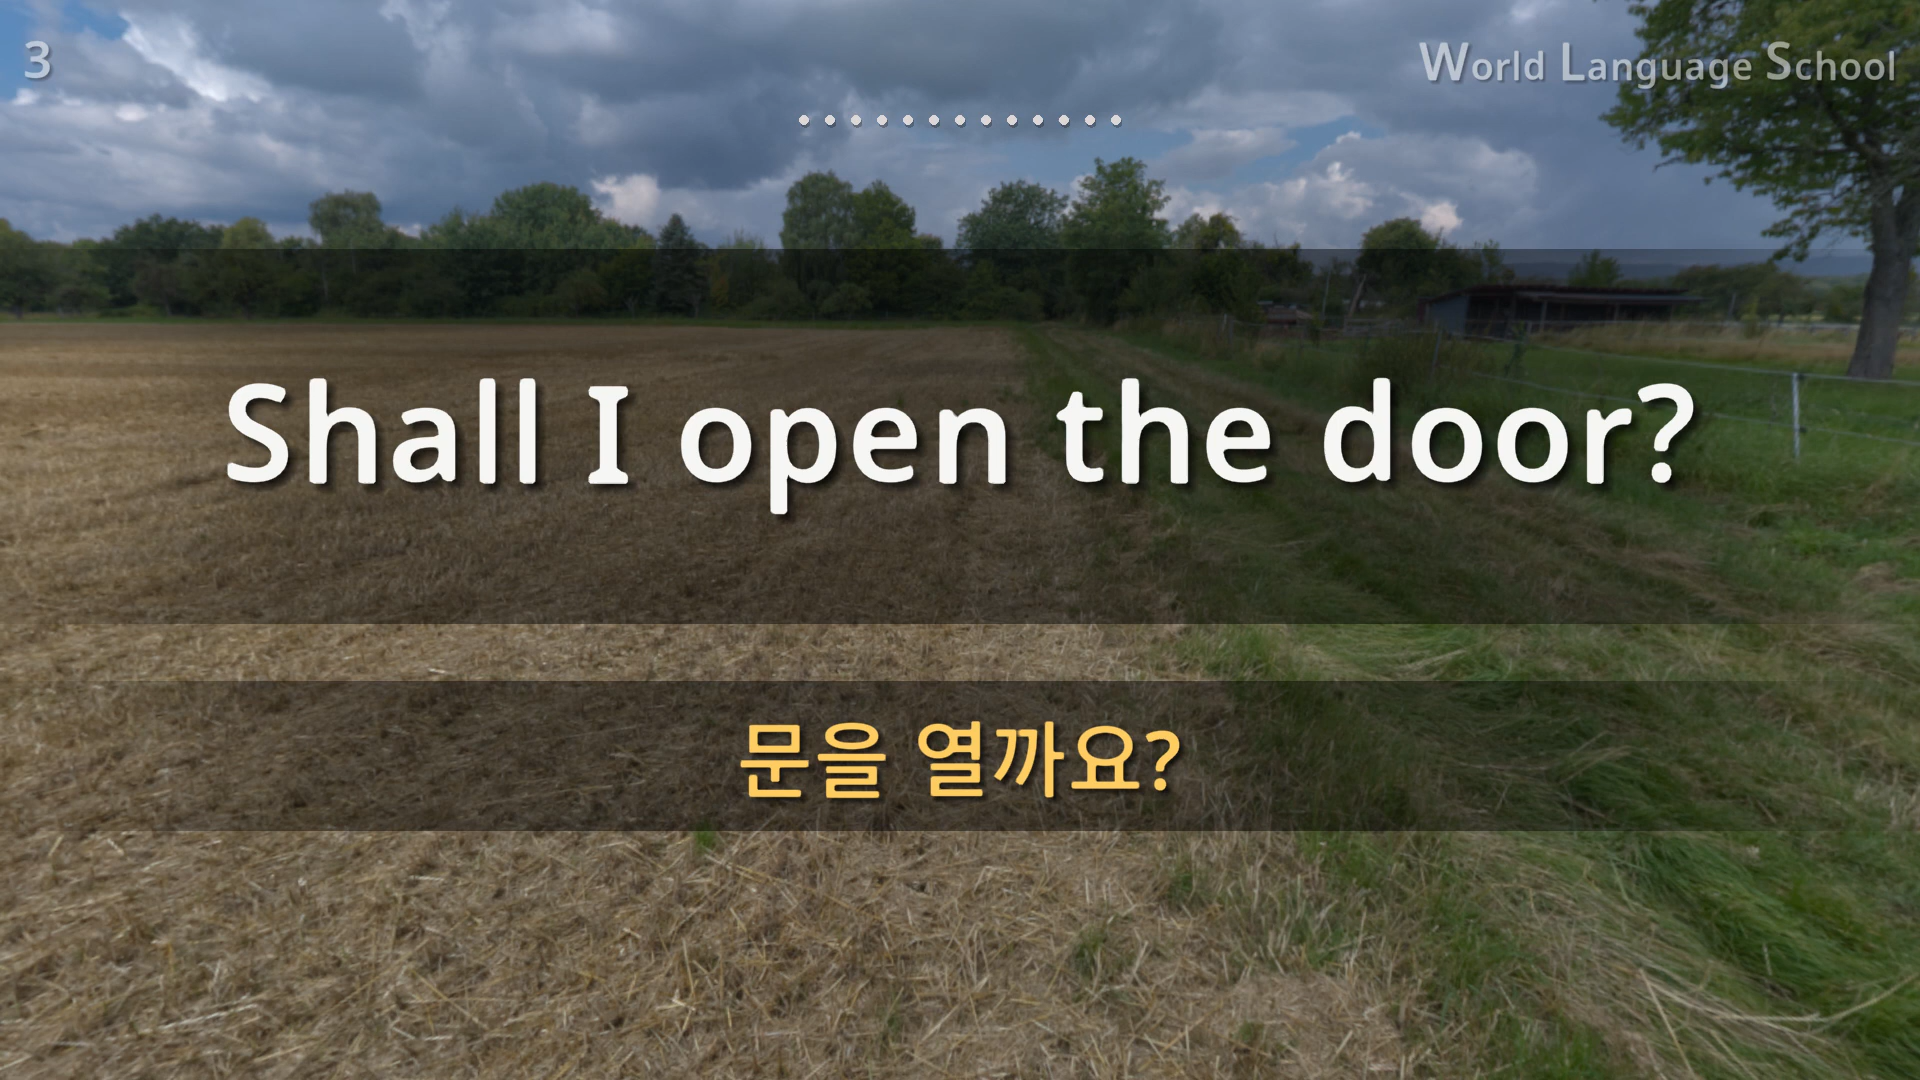 3
World Language School
Shall I open the door?
문을 열까요?